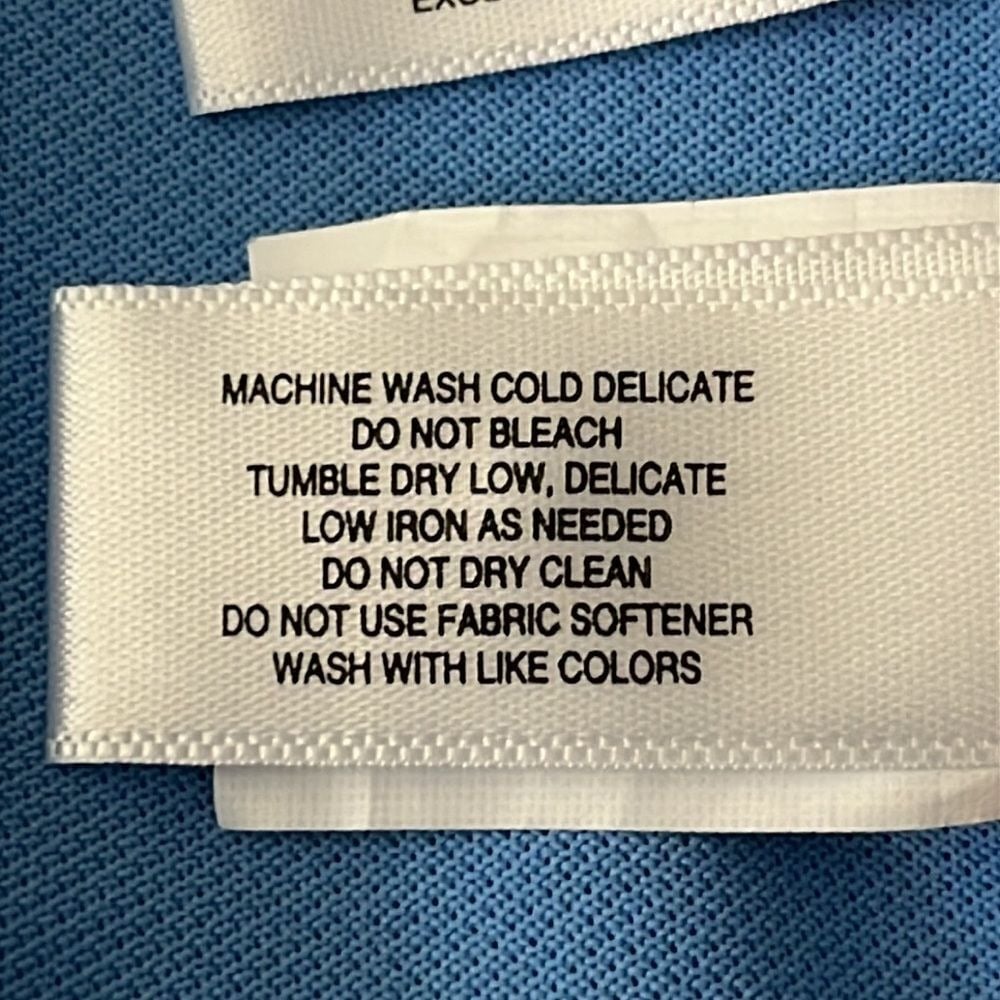 MACHINE WASH COLD DELICATE
DO NOT BLEACH
TUMBLE DRY LOW, DELICATE
LOW IRON AS NEEDED
DO NOT DRY CLEAN
DO NOT USE FABRIC SOFTENER
WASH WITH LIKE COLORS